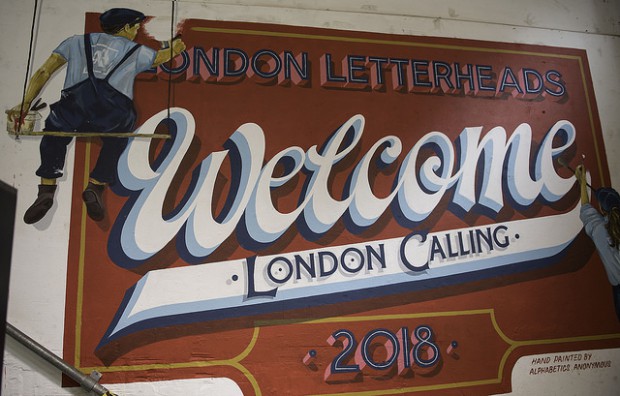 LONDON LETTERHEADS
Welcome
·LONDON CALLING·
·2018·
HAND PAINTED BY
ALPHABETICS ANONYMOUS